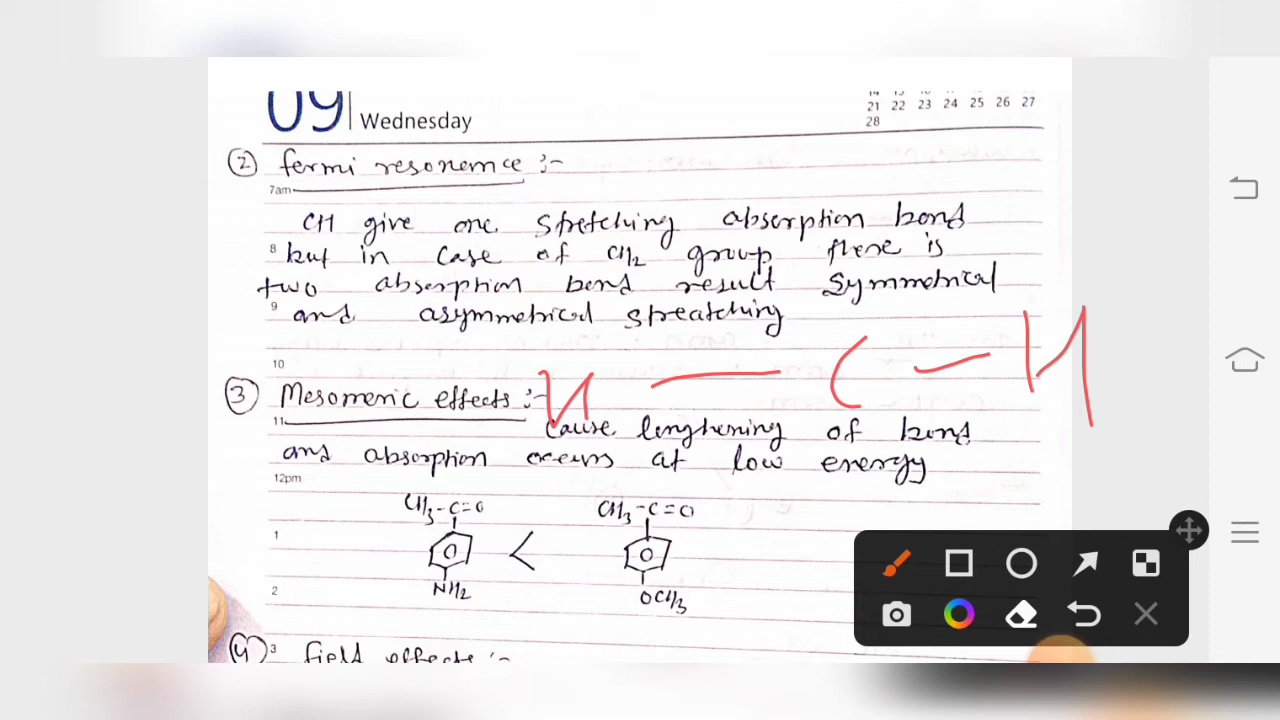 09 Wednesday
21 22 23 24 25 26 27
28
② fermi resonence :-
7am
CH give one stretching absorption bond
8 but in case of CH2 group there is
two absorption bond result symmetrical
9 and asymmetrical streatching
10
H — C — H
③ Mesomeric effects :-
11 Cause lengthening of bond
and absorption occurs at low energy
12pm
CH3-C=O CH3-C=O
1 <
NH2 OCH3
2
④ 3 field effects :-